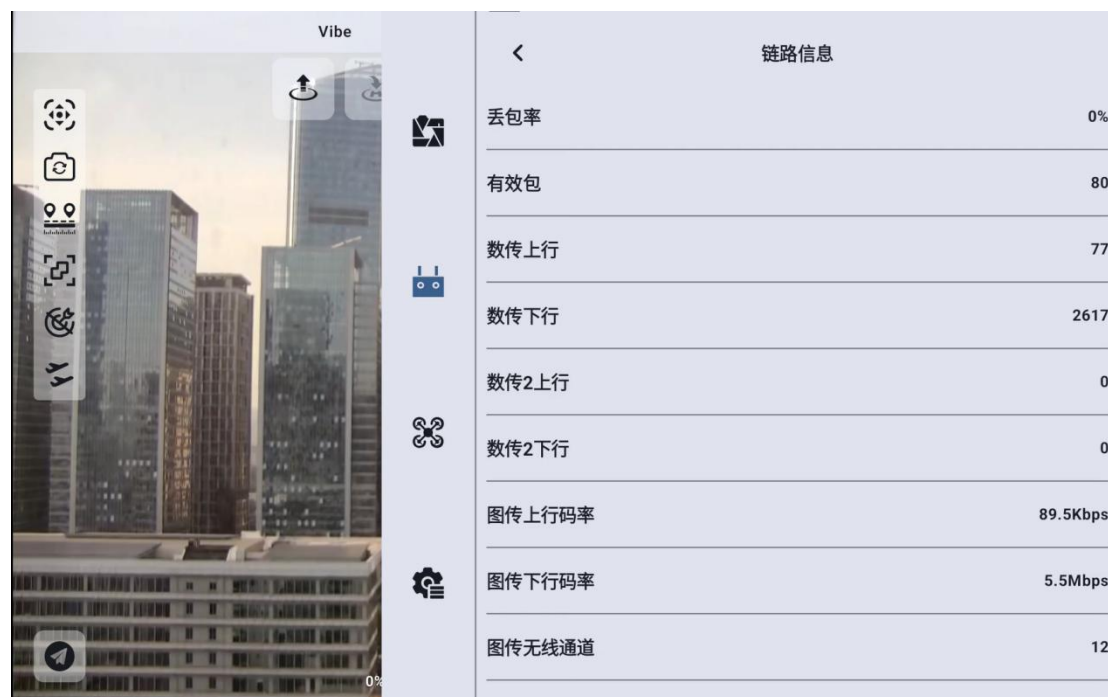 Vibe
链路信息
丢包率 0%
有效包 80
数传上行 77
数传下行 2617
数传2上行 0
数传2下行 0
图传上行码率 89.5Kbps
图传下行码率 5.5Mbps
图传无线通道 12
0%